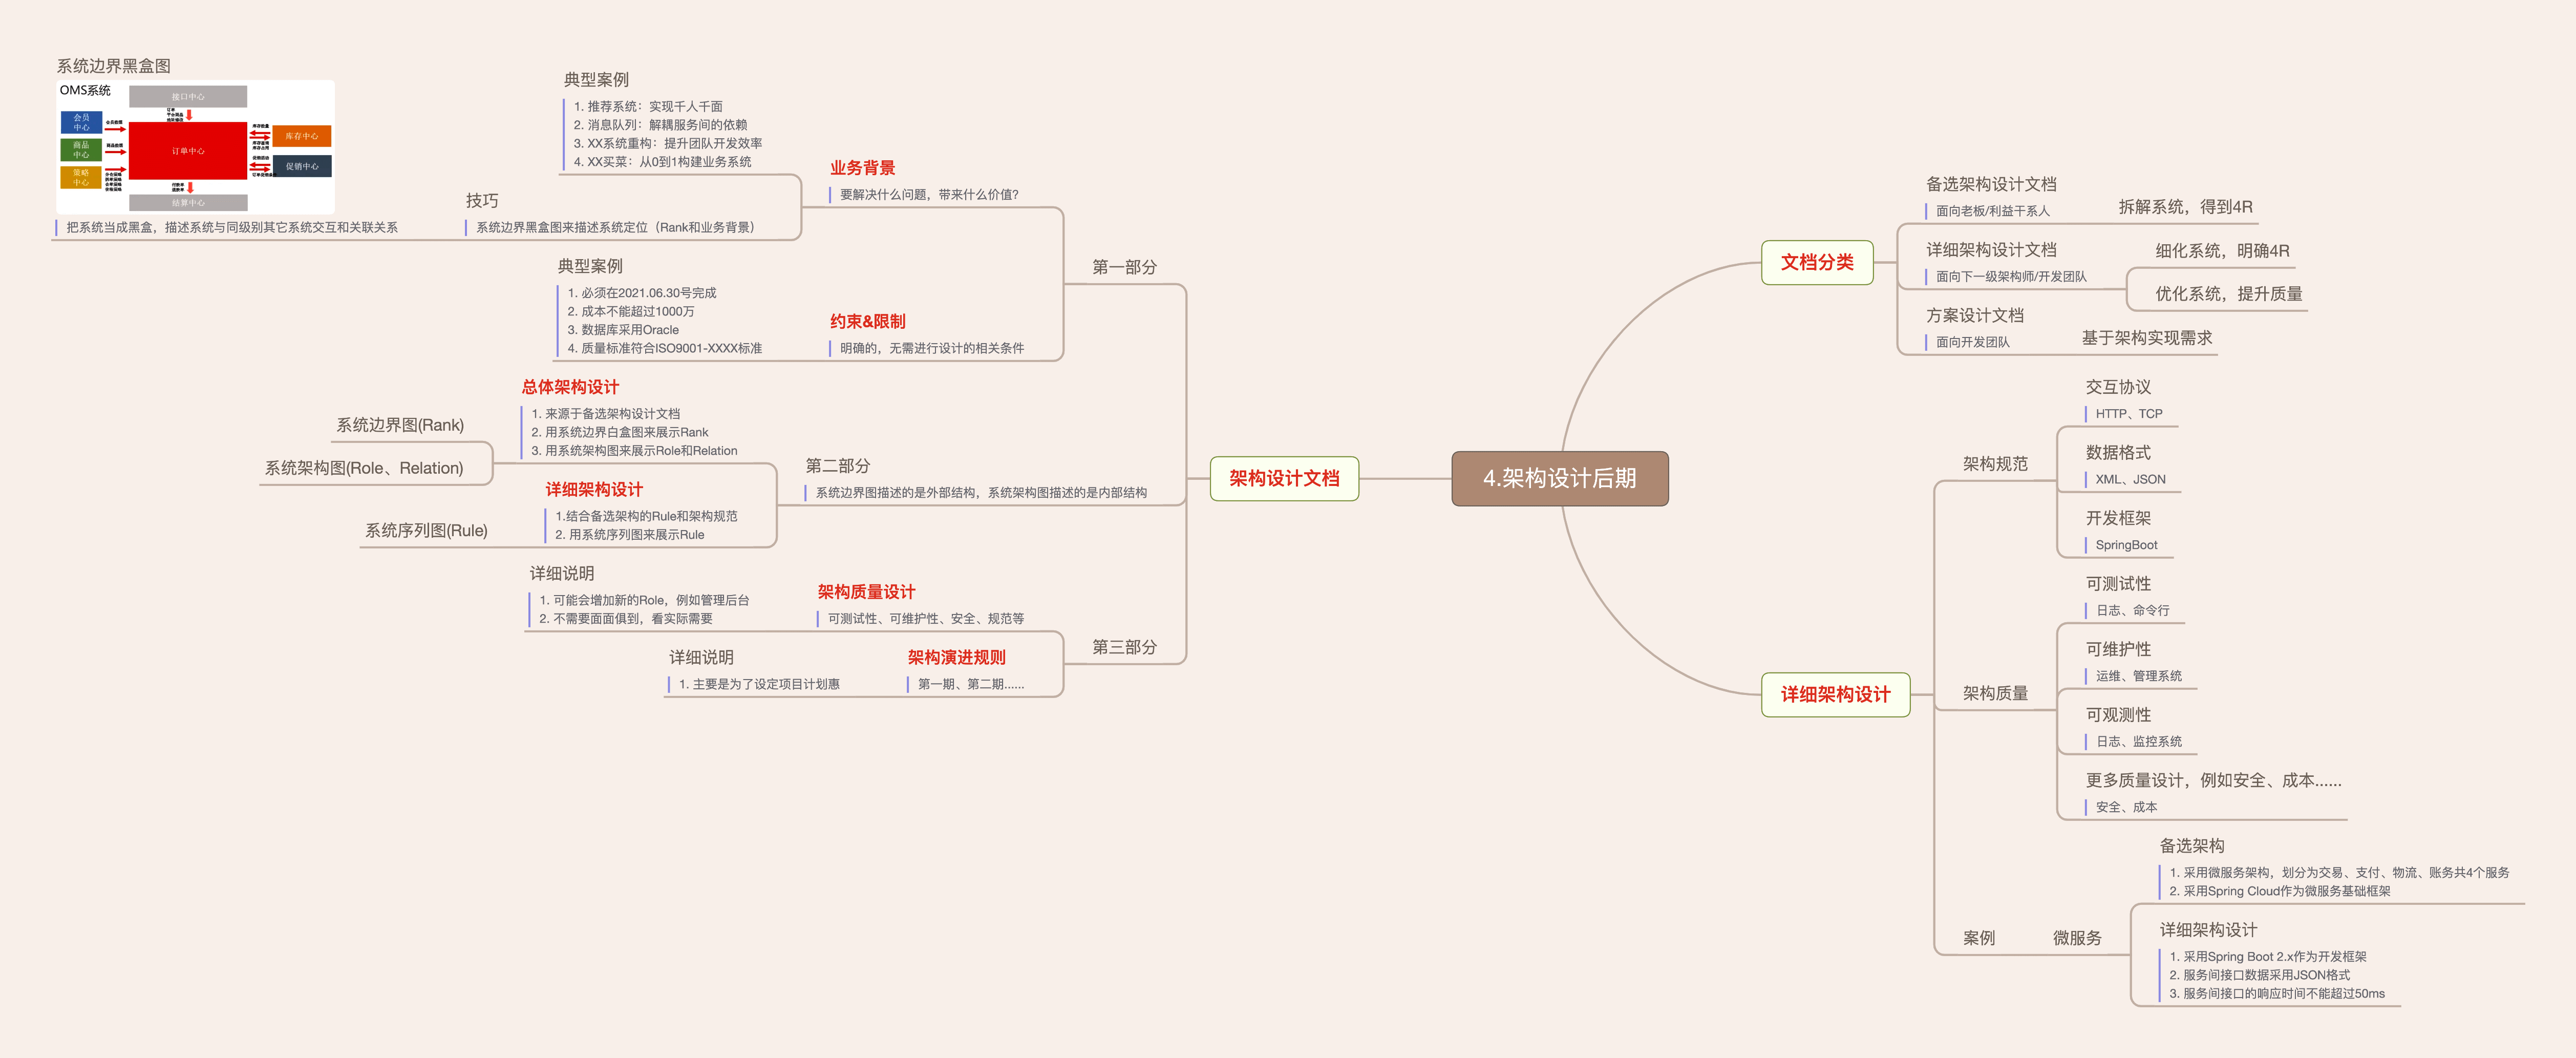 4.架构设计后期
文档分类
备选架构设计文档
面向老板/利益干系人
拆解系统，得到4R
详细架构设计文档
面向下一级架构师/开发团队
细化系统，明确4R
优化系统，提升质量
方案设计文档
面向开发团队
基于架构实现需求
详细架构设计
架构规范
交互协议
HTTP、TCP
数据格式
XML、JSON
开发框架
SpringBoot
架构质量
可测试性
日志、命令行
可维护性
运维、管理系统
可观测性
日志、监控系统
更多质量设计，例如安全、成本......
安全、成本
案例
微服务
备选架构
1. 采用微服务架构，划分为交易、支付、物流、账务共4个服务
2. 采用Spring Cloud作为微服务基础框架
详细架构设计
1. 采用Spring Boot 2.x作为开发框架
2. 服务间接口数据采用JSON格式
3. 服务间接口的响应时间不能超过50ms
架构设计文档
第一部分
业务背景
要解决什么问题，带来什么价值?
典型案例
1. 推荐系统：实现千人千面
2. 消息队列：解耦服务间的依赖
3. XX系统重构：提升团队开发效率
4. XX买菜：从0到1构建业务系统
技巧
系统边界黑盒图来描述系统定位（Rank和业务背景）
系统边界黑盒图
OMS系统
接口中心
会员
中心
商品
中心
策略
中心
订单中心
库存中心
促销中心
结算中心
会员数据
商品数据
把系统当成黑盒，描述系统与同级别其它系统交互和关联关系
约束&限制
明确的，无需进行设计的相关条件
典型案例
1. 必须在2021.06.30号完成
2. 成本不能超过1000万
3. 数据库采用Oracle
4. 质量标准符合ISO9001-XXXX标准
第二部分
系统边界图描述的是外部结构，系统架构图描述的是内部结构
总体架构设计
1. 来源于备选架构设计文档
2. 用系统边界白盒图来展示Rank
3. 用系统架构图来展示Role和Relation
系统边界图(Rank)
系统架构图(Role、Relation)
详细架构设计
1.结合备选架构的Rule和架构规范
2. 用系统序列图来展示Rule
系统序列图(Rule)
第三部分
架构质量设计
可测试性、可维护性、安全、规范等
详细说明
1. 可能会增加新的Role，例如管理后台
2. 不需要面面俱到，看实际需要
架构演进规则
第一期、第二期......
详细说明
1. 主要是为了设定项目计划惠